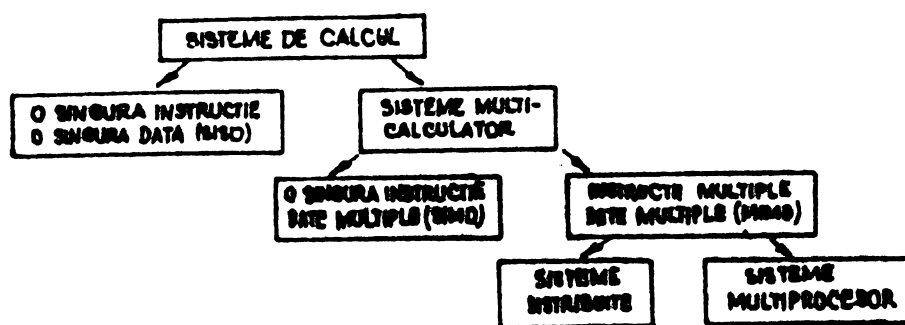 SISTEME DE CALCUL
O SINGURA INSTRUCTIE
O SINGURA DATA (SISD)
SISTEME MULTI-
CALCULATOR
O SINGURA INSTRUCTIE
DATE MULTIPLE (SIMD)
MULTIPLE
DATE MULTIPLE (MIMD)
SISTEME
DISTRIBUITE
SISTEME
MULTIPROCESOR